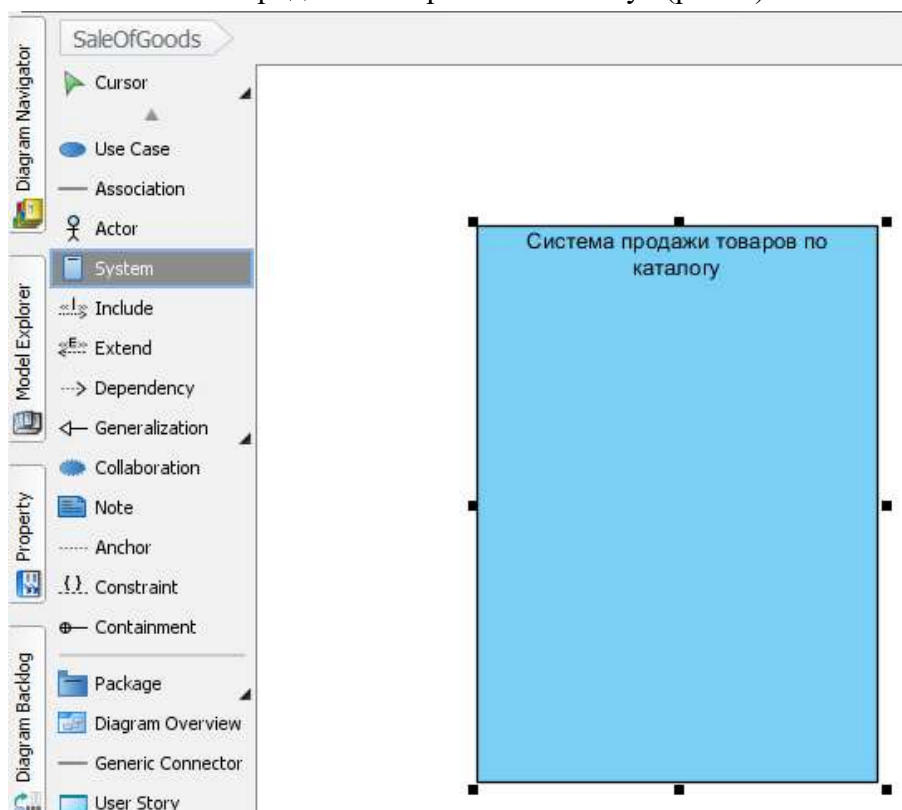 SaleOfGoods
Diagram Navigator
Model Explorer
Property
Diagram Backlog
Cursor
Use Case
Association
Actor
System
Include
Extend
Dependency
Generalization
Collaboration
Note
Anchor
Constraint
Containment
Package
Diagram Overview
Generic Connector
User Story
Система продажи товаров по
каталогу